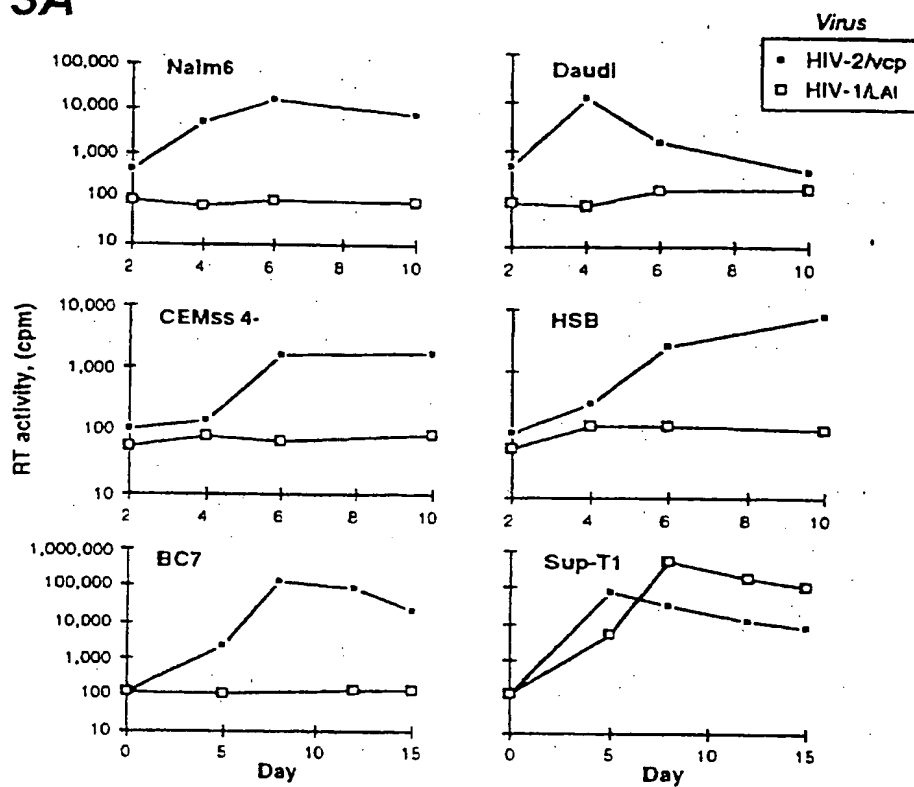 3A
Virus
HIV-2/vcp
HIV-1/LAI
Nalm6
100,000
10,000
1,000
100
10
2 4 6 8 10
Daudi
2 4 6 8 10
RT activity, (cpm)
CEMss 4-
10,000
1,000
100
10
2 4 6 8 10
HSB
2 4 6 8 10
BC7
1,000,000
100,000
10,000
1,000
100
10
0 5 10 15
Day
Sup-T1
0 5 10 15
Day